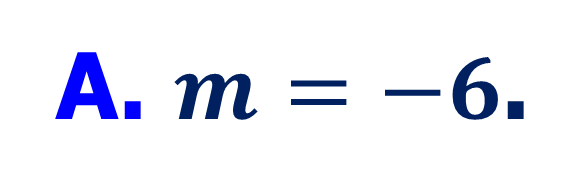 A. m = −6.